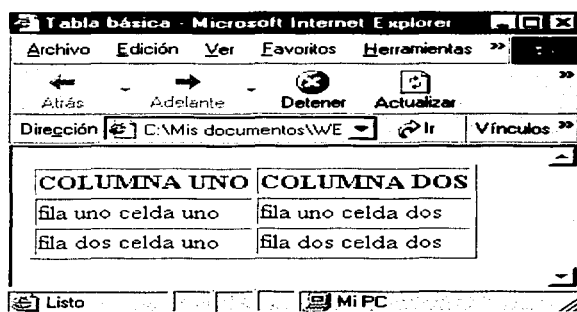 Tabla básica - Microsoft Internet Explorer
Archivo Edición Ver Favoritos Herramientas »
Atrás Adelante Detener Actualizar »
Dirección C:\Mis documentos\WE Ir Vínculos »
COLUMNA UNO COLUMNA DOS
fila uno celda uno fila uno celda dos
fila dos celda uno fila dos celda dos
Listo Mi PC